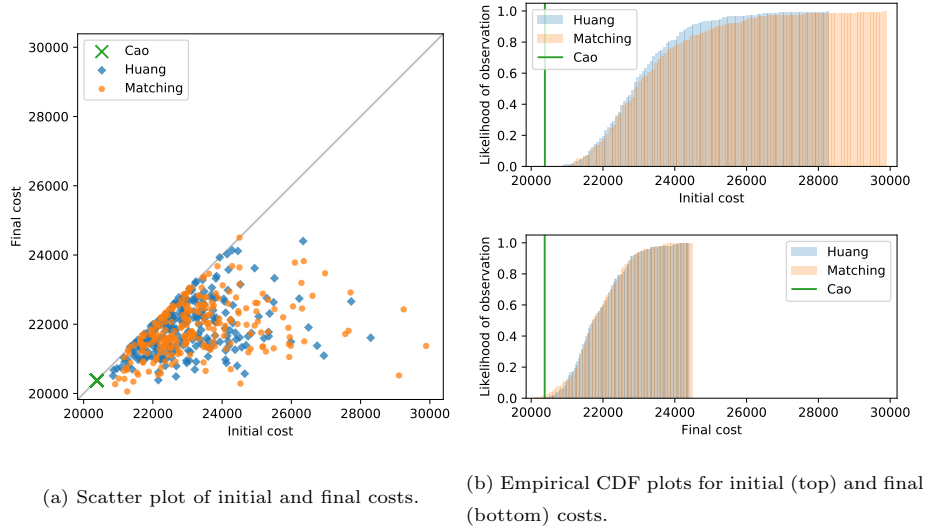 30000
28000
26000
24000
22000
20000
Final cost
Cao
Huang
Matching
20000 22000 24000 26000 28000 30000
Initial cost
(a) Scatter plot of initial and final costs.
Likelihood of observation
1.0
0.8
0.6
0.4
0.2
0.0
Huang
Matching
Cao
20000 22000 24000 26000 28000 30000
Initial cost
Likelihood of observation
1.0
0.8
0.6
0.4
0.2
0.0
Huang
Matching
Cao
20000 22000 24000 26000 28000 30000
Final cost
(b) Empirical CDF plots for initial (top) and final
(bottom) costs.